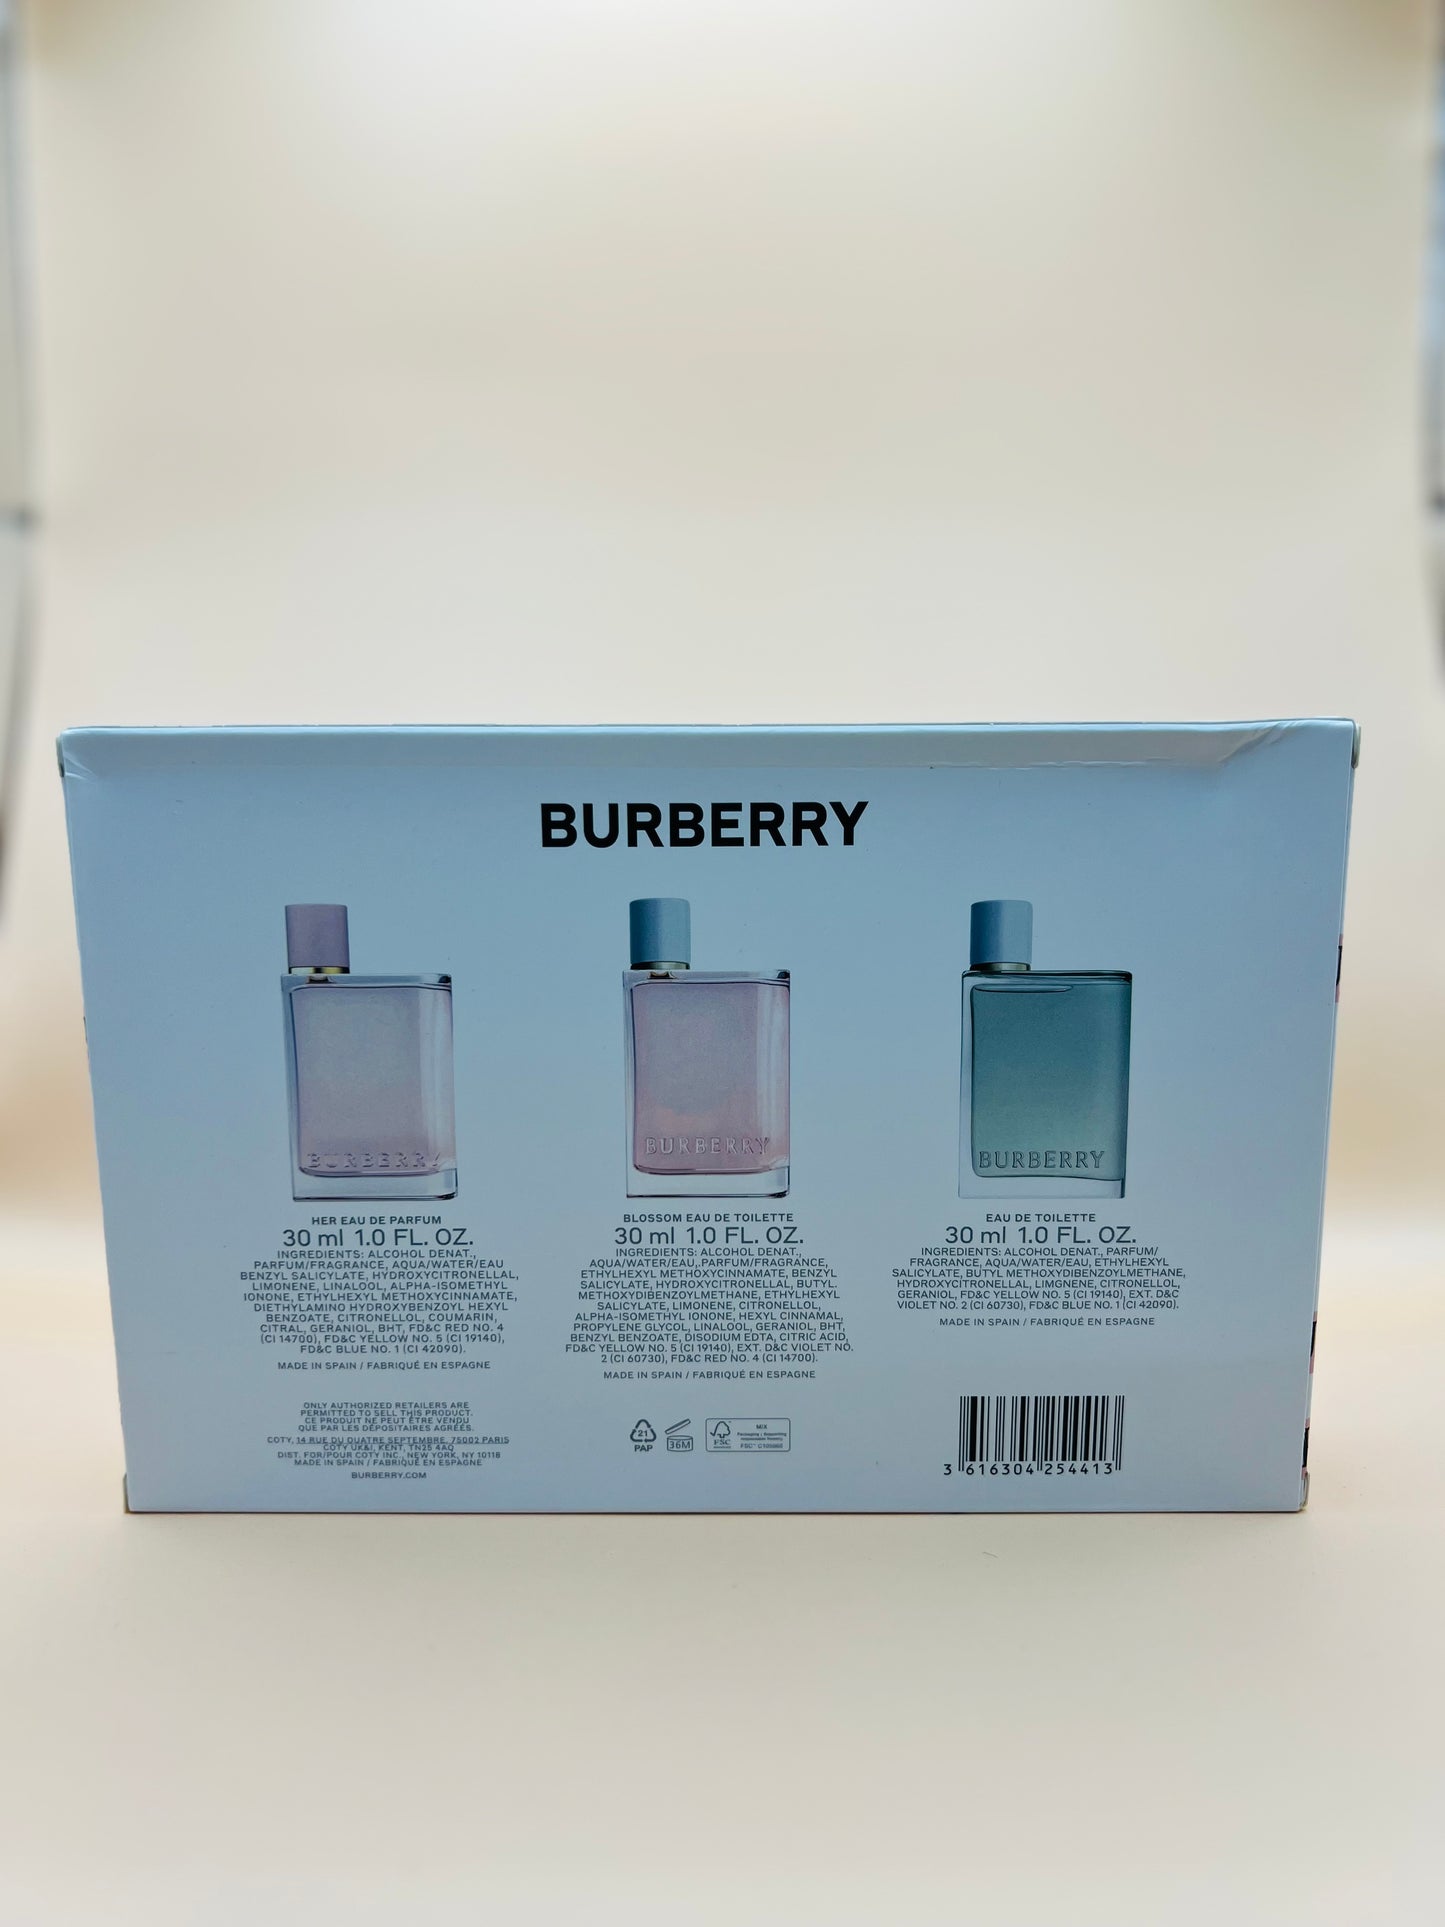 BURBERRY
BURBERRY
BURBERRY
BURBERRY
HER EAU DE PARFUM
30 ml 1.0 FL. OZ.
INGREDIENTS: ALCOHOL DENAT.,
PARFUM/FRAGRANCE, AQUA/WATER/EAU
BENZYL SALICYLATE, HYDROXYCITRONELLAL,
LIMONENE, LINALOOL, ALPHA-ISOMETHYL
IONONE, ETHYLHEXYL METHOXYCINNAMATE,
DIETHYLAMINO HYDROXYBENZOYL HEXYL
BENZOATE, CITRONELLOL, COUMARIN,
CITRAL, GERANIOL, BHT, FD&C RED NO. 4
(CI 14700), FD&C YELLOW NO. 5 (CI 19140),
FD&C BLUE NO. 1 (CI 42090).
MADE IN SPAIN / FABRIQUÉ EN ESPAGNE
BLOSSOM EAU DE TOILETTE
30 ml 1.0 FL. OZ.
INGREDIENTS: ALCOHOL DENAT.,
AQUA/WATER/EAU,.PARFUM/FRAGRANCE,
ETHYLHEXYL METHOXYCINNAMATE, BENZYL
SALICYLATE, HYDROXYCITRONELLAL, BUTYL.
METHOXYDIBENZOYLMETHANE, ETHYLHEXYL
SALICYLATE, LIMONENE, CITRONELLOL,
ALPHA-ISOMETHYL IONONE, HEXYL CINNAMAL,
PROPYLENE GLYCOL, LINALOOL, GERANIOL, BHT,
BENZYL BENZOATE, DISODIUM EDTA, CITRIC ACID,
FD&C YELLOW NO. 5 (CI 19140), EXT. D&C VIOLET NO.
2 (CI 60730), FD&C RED NO. 4 (CI 14700).
MADE IN SPAIN / FABRIQUÉ EN ESPAGNE
EAU DE TOILETTE
30 ml 1.0 FL. OZ.
INGREDIENTS: ALCOHOL DENAT., PARFUM/
FRAGRANCE, AQUA/WATER/EAU, ETHYLHEXYL
SALICYLATE, BUTYL METHOXYDIBENZOYLMETHANE,
HYDROXYCITRONELLAL, LIMGNENE, CITRONELLOL,
GERANIOL, FD&C YELLOW NO. 5 (CI 19140), EXT. D&C
VIOLET NO. 2 (CI 60730), FD&C BLUE NO. 1 (CI 42090).
MADE IN SPAIN / FABRIQUÉ EN ESPAGNE
ONLY AUTHORIZED RETAILERS ARE
PERMITTED TO SELL THIS PRODUCT.
CE PRODUIT NE PEUT ÊTRE VENDU
QUE PAR LES DÉPOSITAIRES AGRÉÉS.
COTY, 14 RUE DU QUATRE SEPTEMBRE, 75002 PARIS
COTY UK&I, KENT, TN25 4AQ
DIST. FOR/POUR COTY INC., NEW YORK, NY 10118
MADE IN SPAIN / FABRIQUÉ EN ESPAGNE
BURBERRY.COM
21
PAP
36M
FSC
MIX
Packaging | Supporting
responsible forestry
3 616304 254413